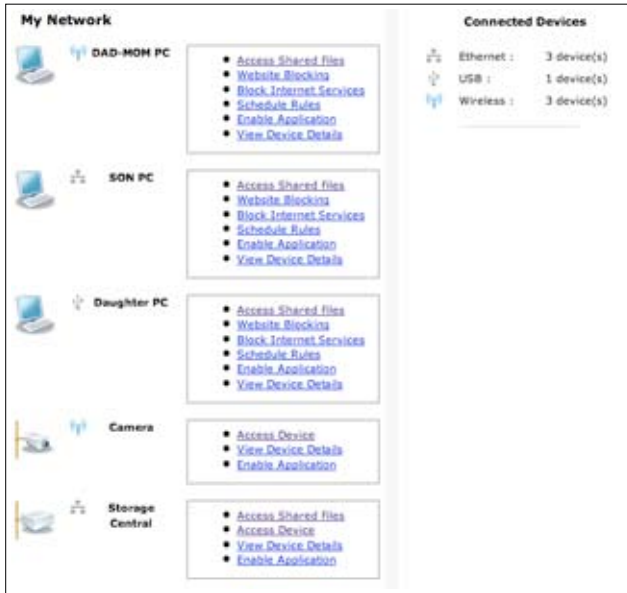 My Network
DAD-MOM PC
Access Shared Files
Website Blocking
Block Internet Services
Schedule Rules
Enable Application
View Device Details
SON PC
Access Shared Files
Website Blocking
Block Internet Services
Schedule Rules
Enable Application
View Device Details
Daughter PC
Access Shared Files
Website Blocking
Block Internet Services
Schedule Rules
Enable Application
View Device Details
Camera
Access Device
View Device Details
Enable Application
Storage
Central
Access Shared Files
Access Device
View Device Details
Enable Application
Connected Devices
Ethernet : 3 device(s)
USB : 1 device(s)
Wireless : 3 device(s)